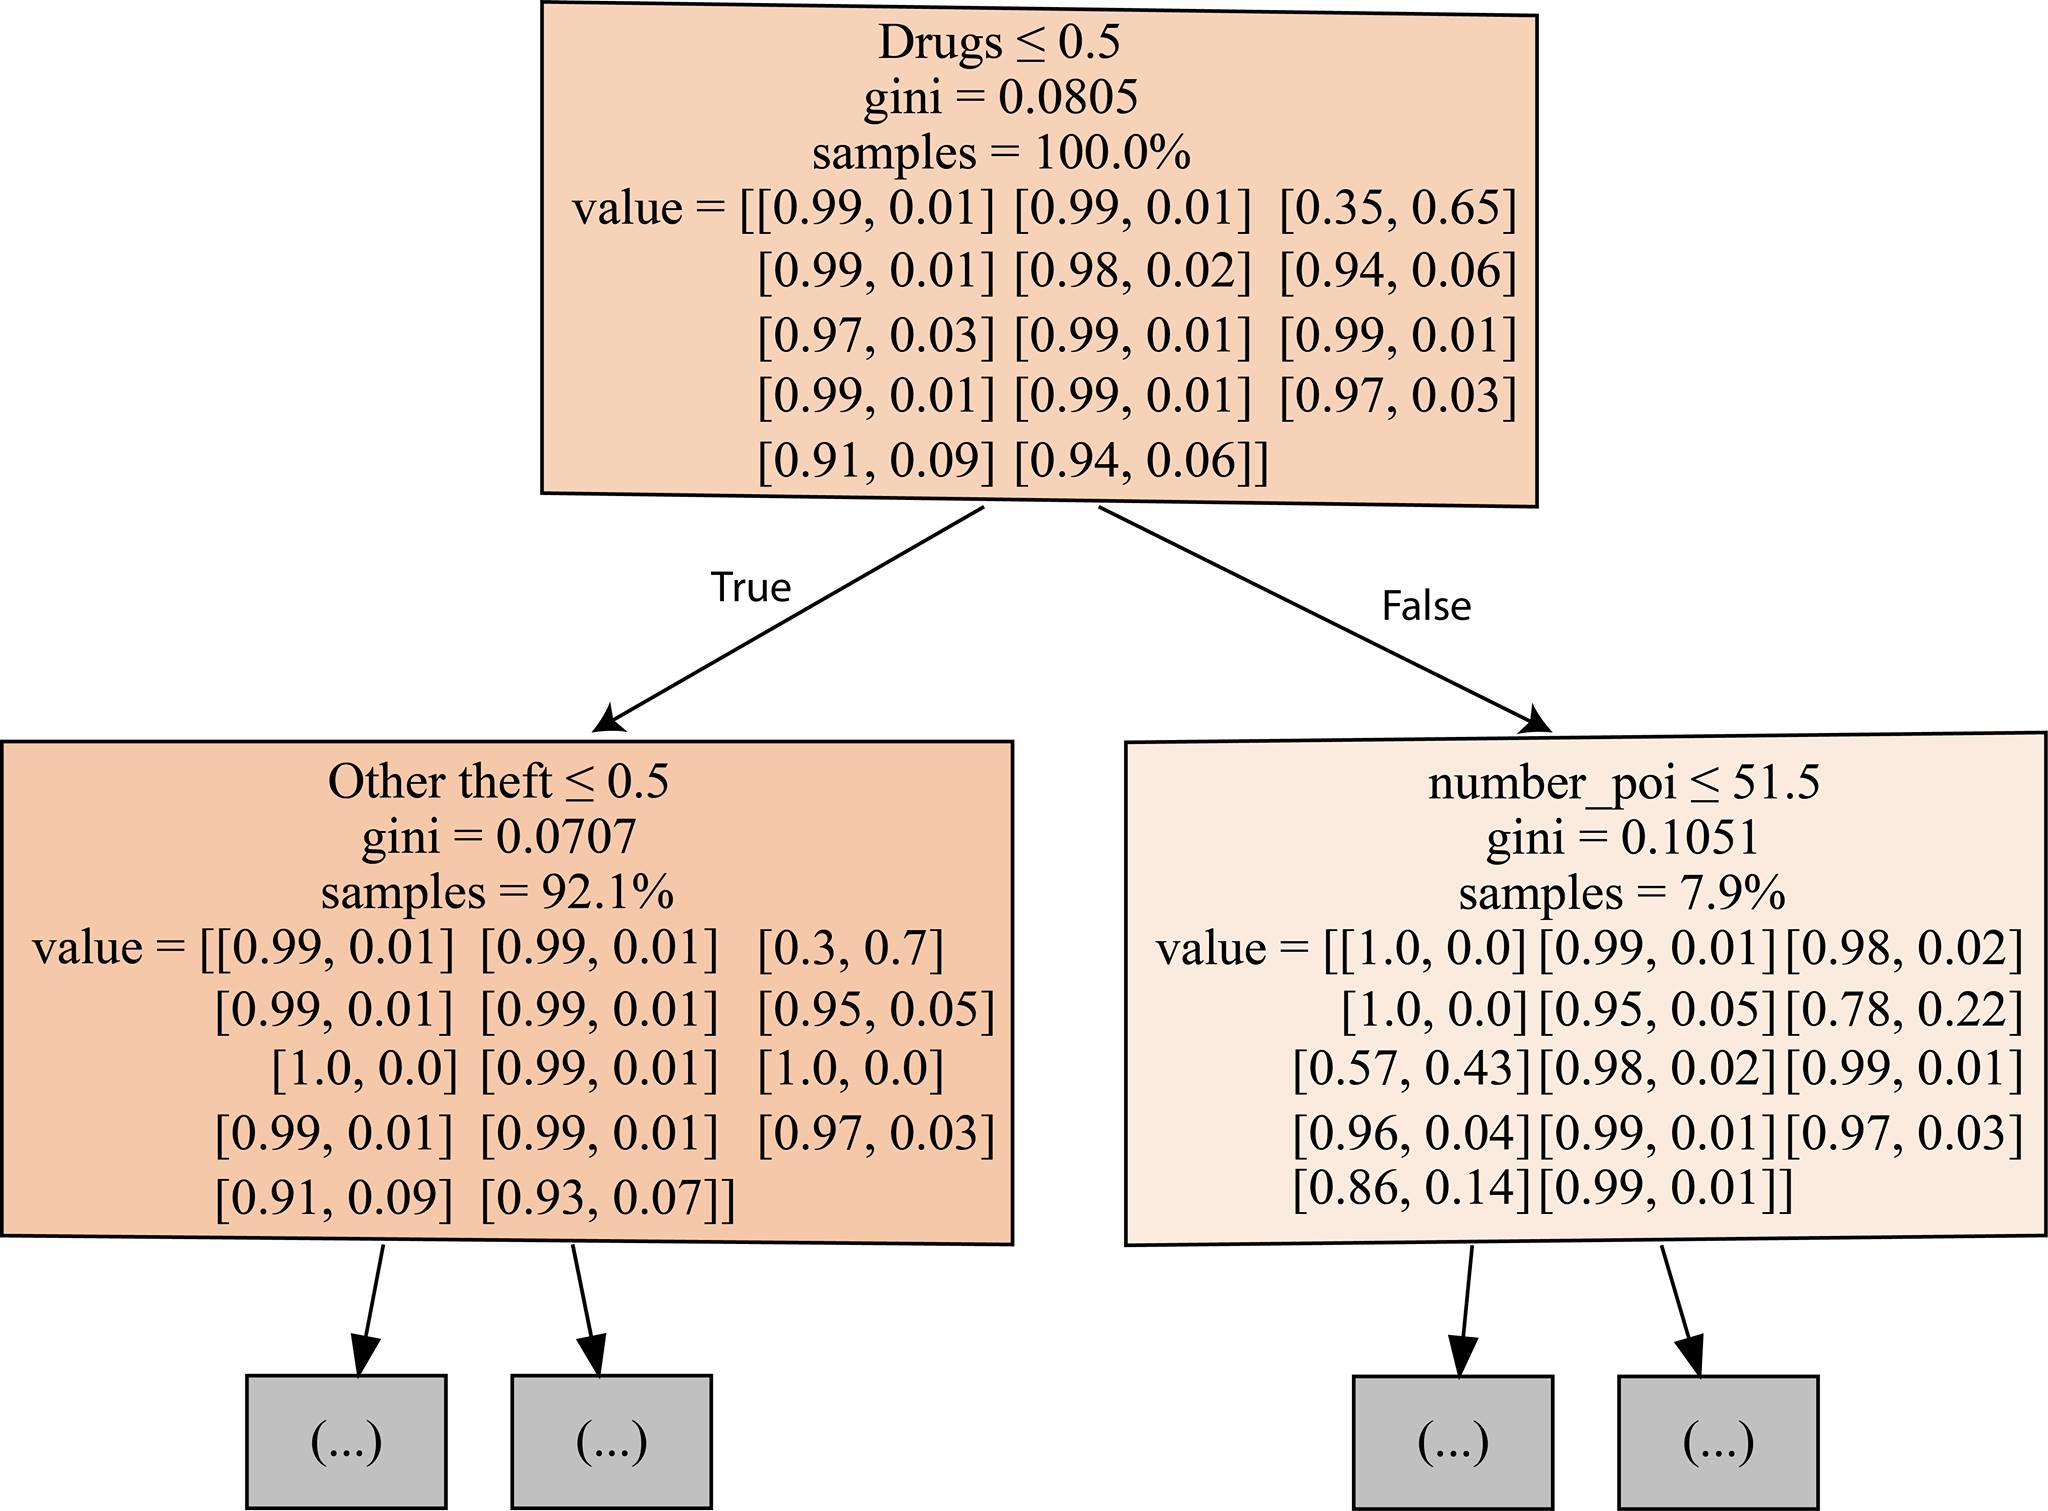 Drugs ≤ 0.5
gini = 0.0805
samples = 100.0%
value = [[0.99, 0.01] [0.99, 0.01] [0.35, 0.65]
[0.99, 0.01] [0.98, 0.02] [0.94, 0.06]
[0.97, 0.03] [0.99, 0.01] [0.99, 0.01]
[0.99, 0.01] [0.99, 0.01] [0.97, 0.03]
[0.91, 0.09] [0.94, 0.06]]
True
False
Other theft ≤ 0.5
gini = 0.0707
samples = 92.1%
value = [[0.99, 0.01] [0.99, 0.01] [0.3, 0.7]
[0.99, 0.01] [0.99, 0.01] [0.95, 0.05]
[1.0, 0.0] [0.99, 0.01] [1.0, 0.0]
[0.99, 0.01] [0.99, 0.01] [0.97, 0.03]
[0.91, 0.09] [0.93, 0.07]]
number_poi ≤ 51.5
gini = 0.1051
samples = 7.9%
value = [[1.0, 0.0] [0.99, 0.01] [0.98, 0.02]
[1.0, 0.0] [0.95, 0.05] [0.78, 0.22]
[0.57, 0.43] [0.98, 0.02] [0.99, 0.01]
[0.96, 0.04] [0.99, 0.01] [0.97, 0.03]
[0.86, 0.14] [0.99, 0.01]]
(...)
(...)
(...)
(...)